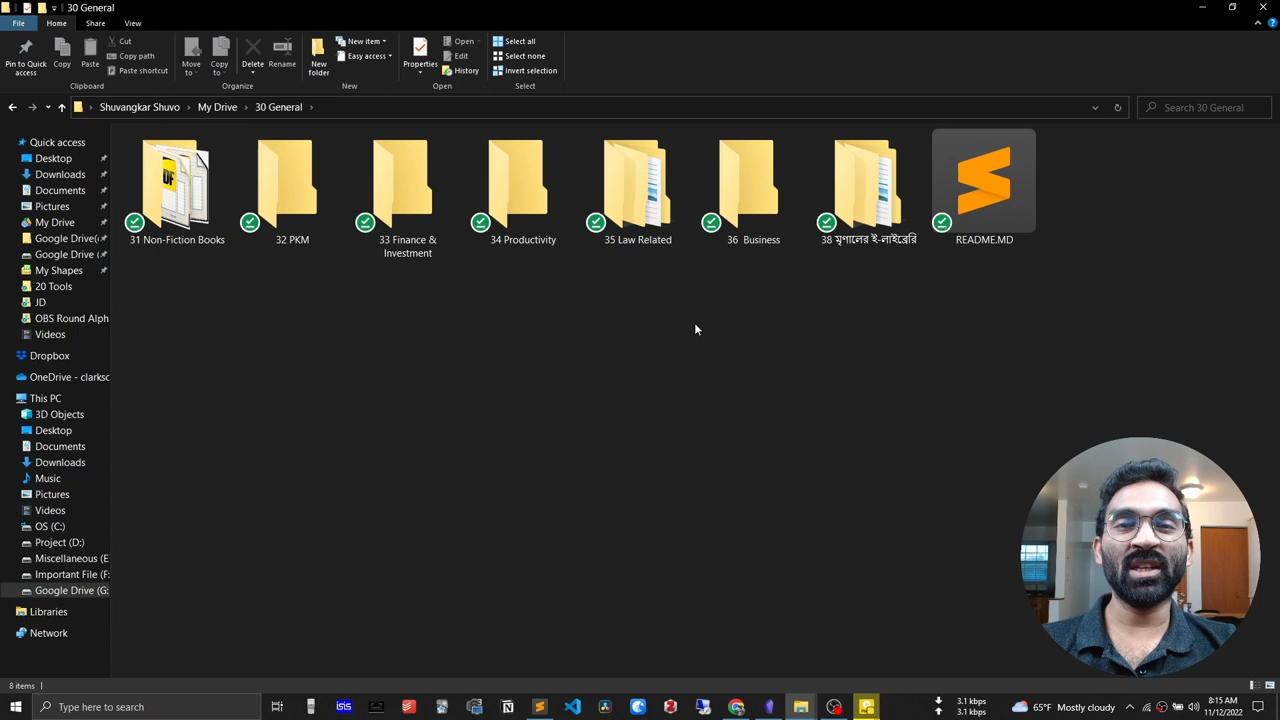 30 General
File
Home
Share
View
Pin to Quick
access
Copy
Paste
Cut
Copy path
Paste shortcut
Clipboard
Move
to
Copy
to
Delete
Rename
Organize
New
folder
New item
Easy access
New
Properties
Open
Edit
History
Open
Select all
Select none
Invert selection
Select
Shuvangkar Shuvo
My Drive
30 General
Search 30 General
Quick access
Desktop
Downloads
Documents
Pictures
My Drive
Google Drive(
Google Drive (
My Shapes
20 Tools
JD
OBS Round Alph
Videos
Dropbox
OneDrive - clarksc
This PC
3D Objects
Desktop
Documents
Downloads
Music
Pictures
Videos
OS (C:)
Project (D:)
Miscellaneous (E
Important File (F:
Google Drive (G:
Libraries
Network
PDF
31 Non-Fiction Books
32 PKM
33 Finance &
Investment
34 Productivity
35 Law Related
36 Business
38 মৃণালের ই-লাইব্রেরি
README.MD
8 items
Type here to search
isis
3.1 kbps
3.1 kbps
65°F Mostly cloudy
8:15 AM
11/12/2022